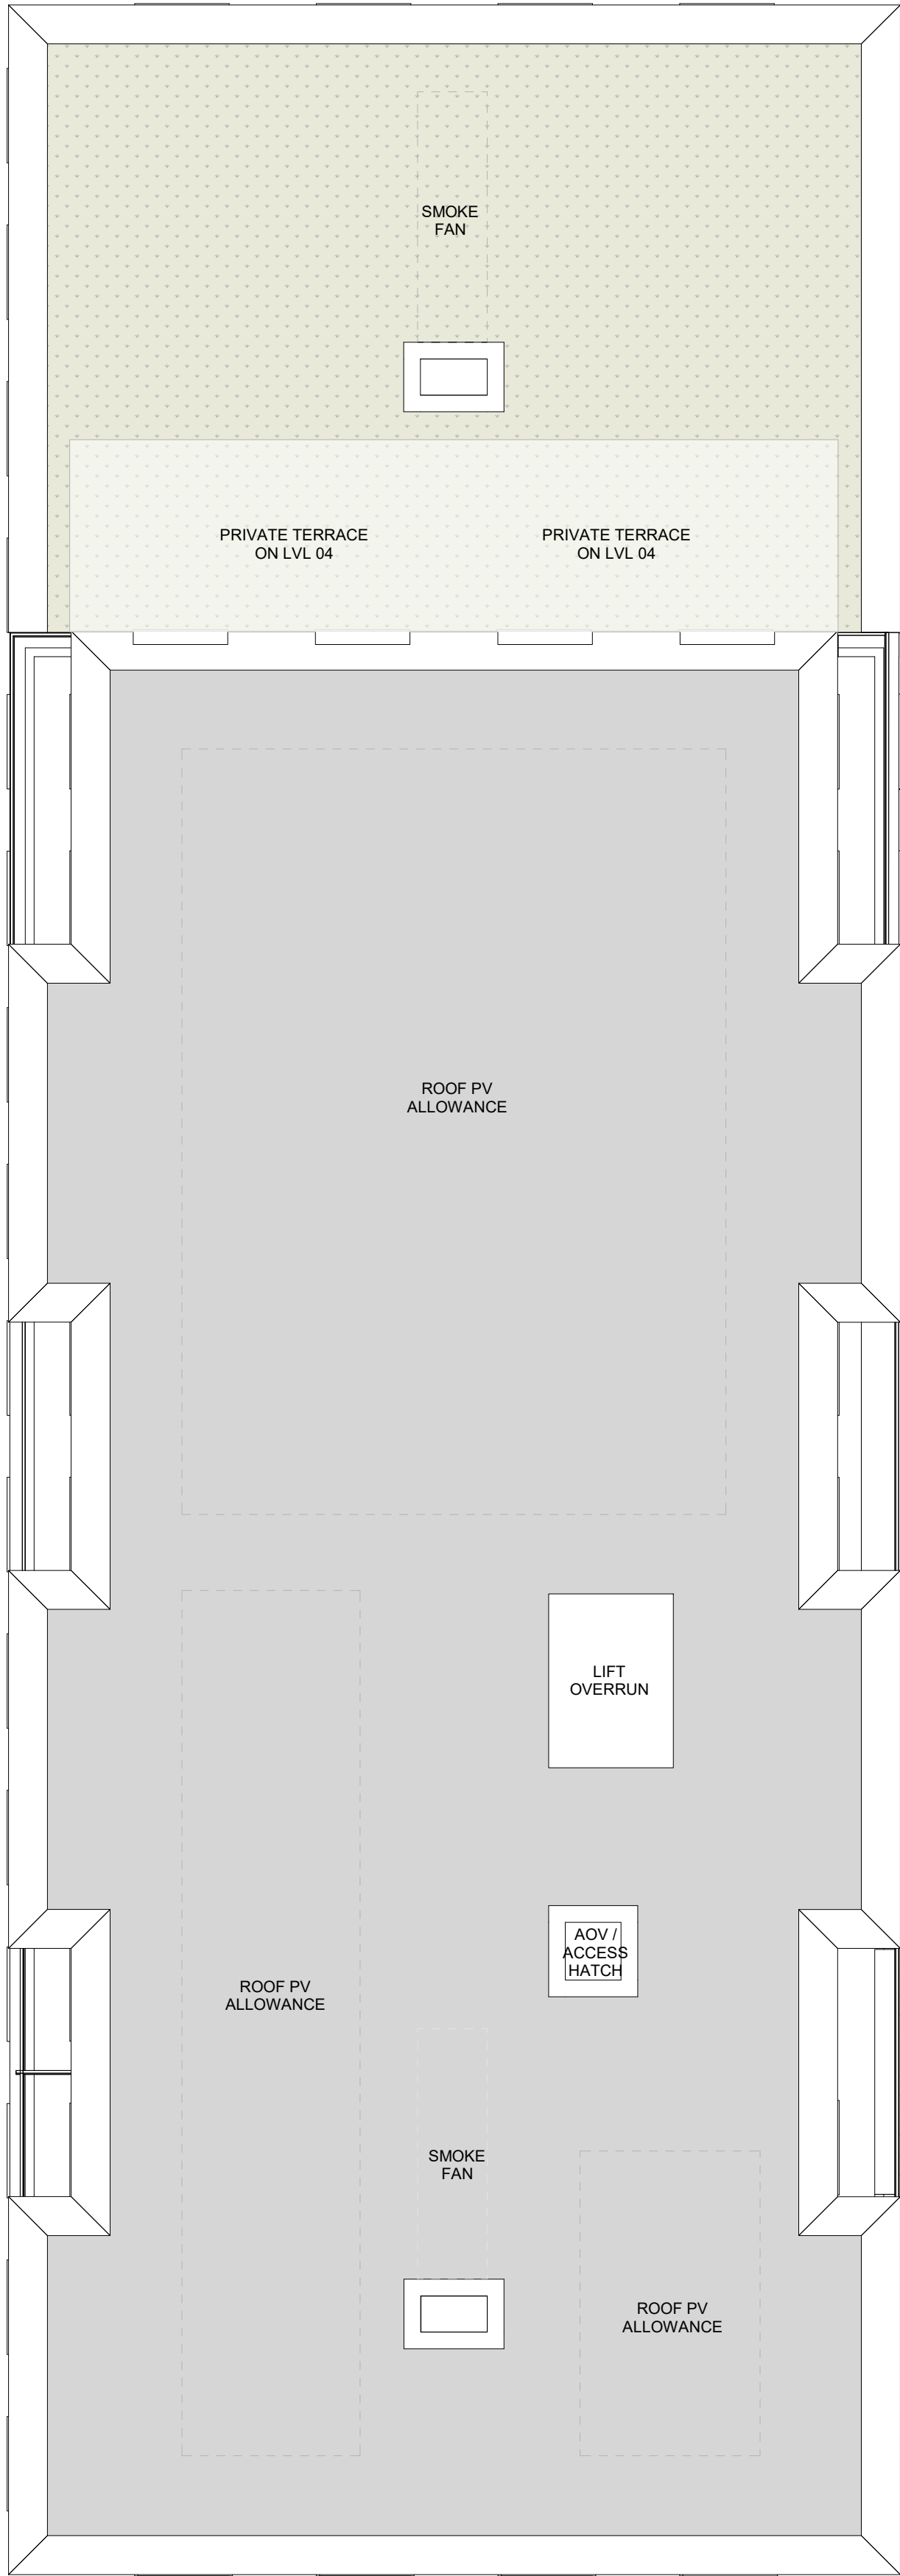 SMOKE
FAN
PRIVATE TERRACE
ON LVL 04
PRIVATE TERRACE
ON LVL 04
ROOF PV
ALLOWANCE
LIFT
OVERRUN
AOV /
ACCESS
HATCH
ROOF PV
ALLOWANCE
SMOKE
FAN
ROOF PV
ALLOWANCE